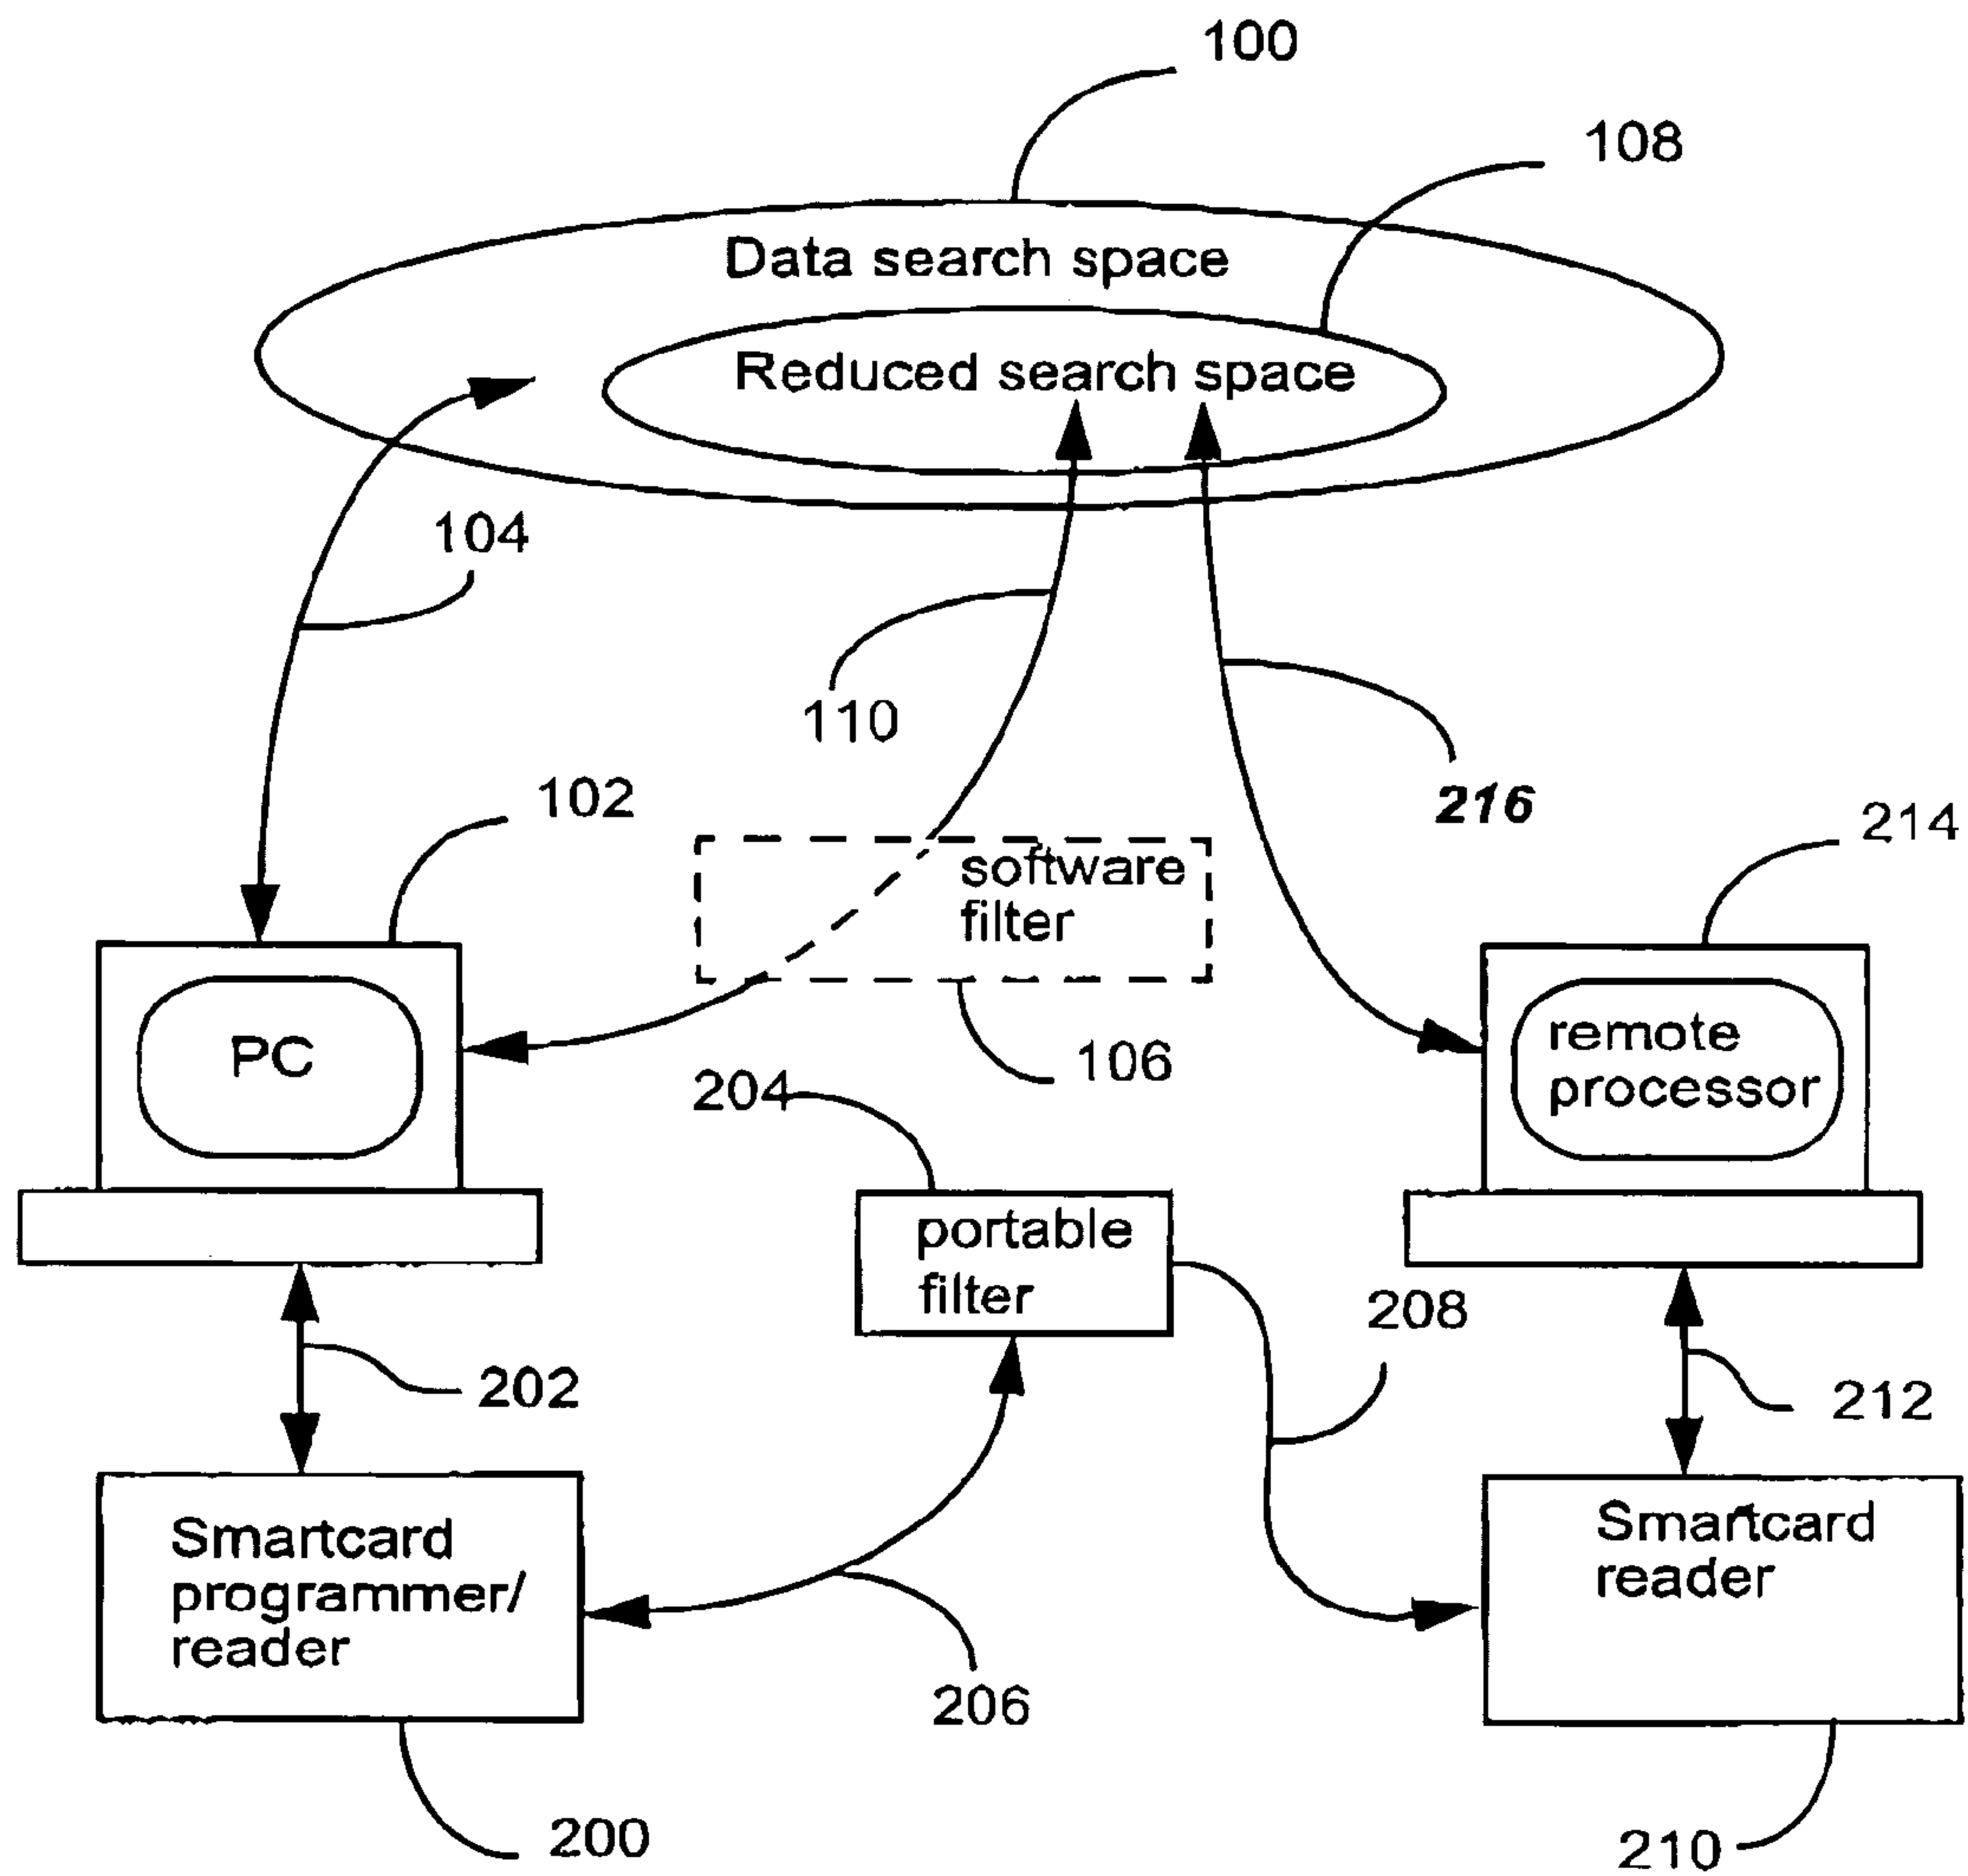 100
108
Data search space
Reduced search space
104
110
216
102
214
software
filter
PC
remote
processor
106
204
portable
filter
208
202
212
Smartcard
programmer/
reader
Smartcard
reader
206
200
210